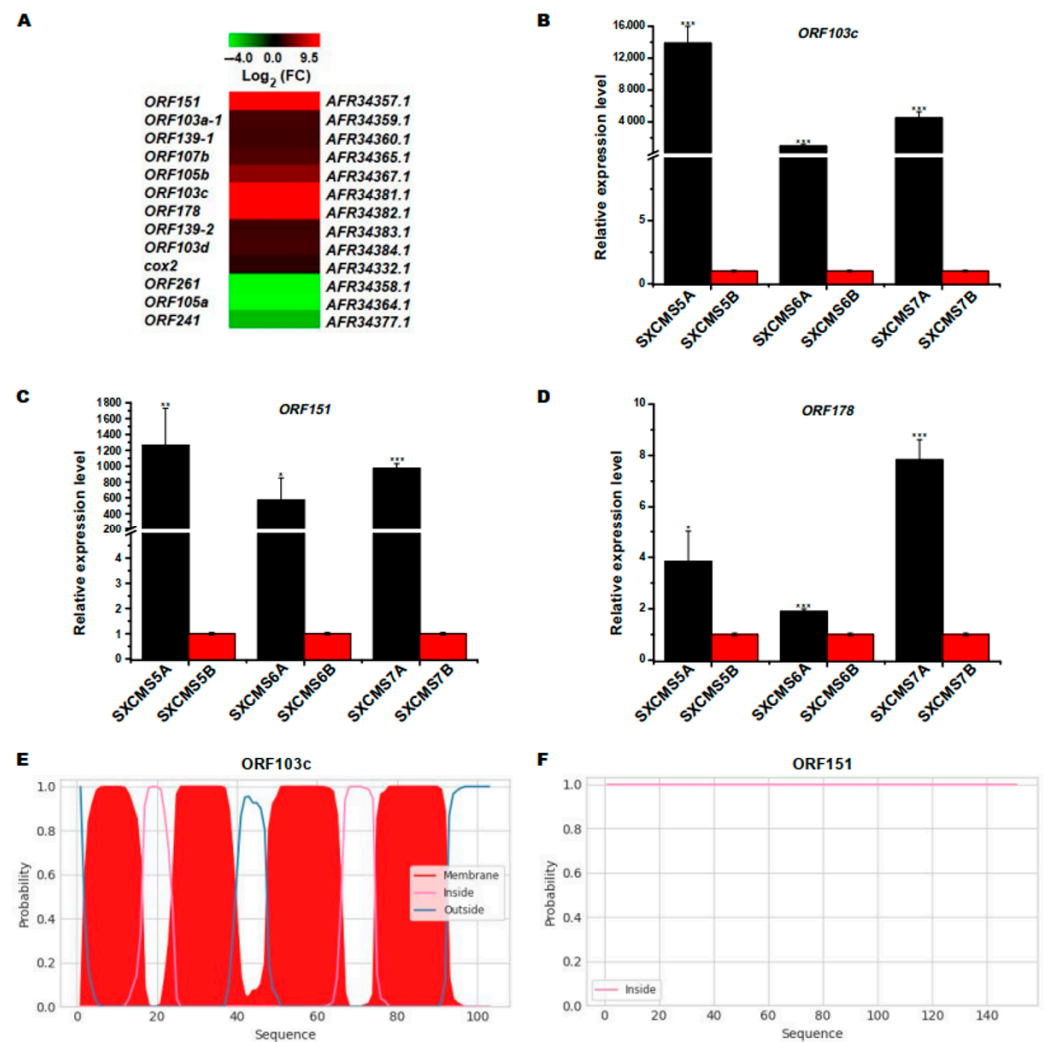 A
—4.0 0.0 9.5
Log2 (FC)
ORF151 AFR34357.1
ORF103a-1 AFR34359.1
ORF139-1 AFR34360.1
ORF107b AFR34365.1
ORF105b AFR34367.1
ORF103c AFR34381.1
ORF178 AFR34382.1
ORF139-2 AFR34383.1
ORF103d AFR34384.1
cox2 AFR34332.1
ORF261 AFR34358.1
ORF105a AFR34364.1
ORF241 AFR34377.1
B
ORF103c
Relative expression level
16.000
12.000
8 000
4 000
5
0
***
***
***
SXCMS5A
SXCMS5B
SXCMS6A
SXCMS6B
SXCMS7A
SXCMS7B
C
ORF151
Relative expression level
1800
1600
1400
1200
1000
800
600
400
200
4
3
2
1
0
**
*
***
SXCMS5A
SXCMS5B
SXCMS6A
SXCMS6B
SXCMS7A
SXCMS7B
D
ORF178
Relative expression level
10
8
6
4
2
0
*
***
***
SXCMS5A
SXCMS5B
SXCMS6A
SXCMS6B
SXCMS7A
SXCMS7B
E
ORF103c
Probability
1.0
0.8
0.6
0.4
0.2
0.0
Membrane
Inside
Outside
0 20 40 60 80 100
Sequence
F
ORF151
Probability
1.0
0.8
0.6
0.4
0.2
0.0
Inside
0 20 40 60 80 100 120 140
Sequence